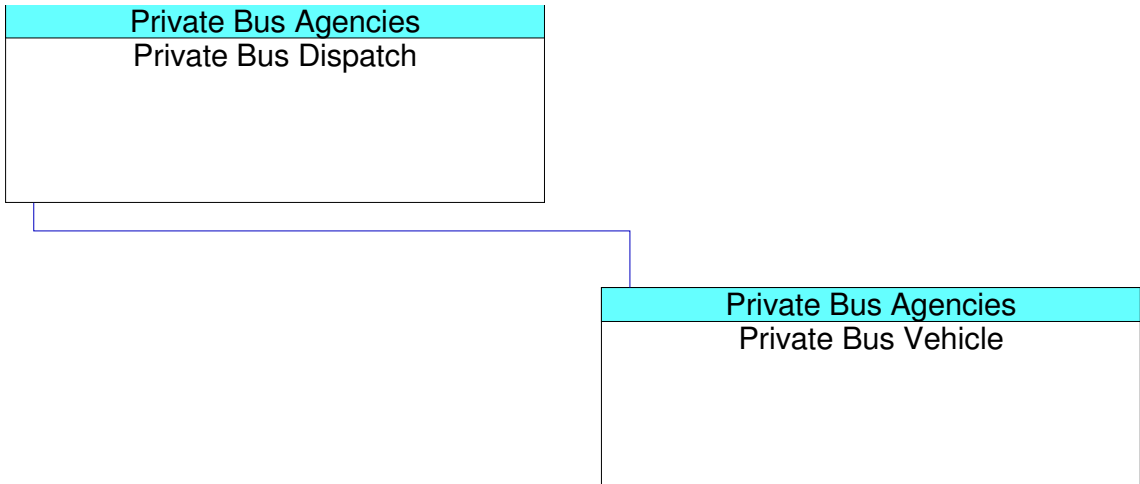 Private Bus Agencies
Private Bus Dispatch
Private Bus Agencies
Private Bus Vehicle